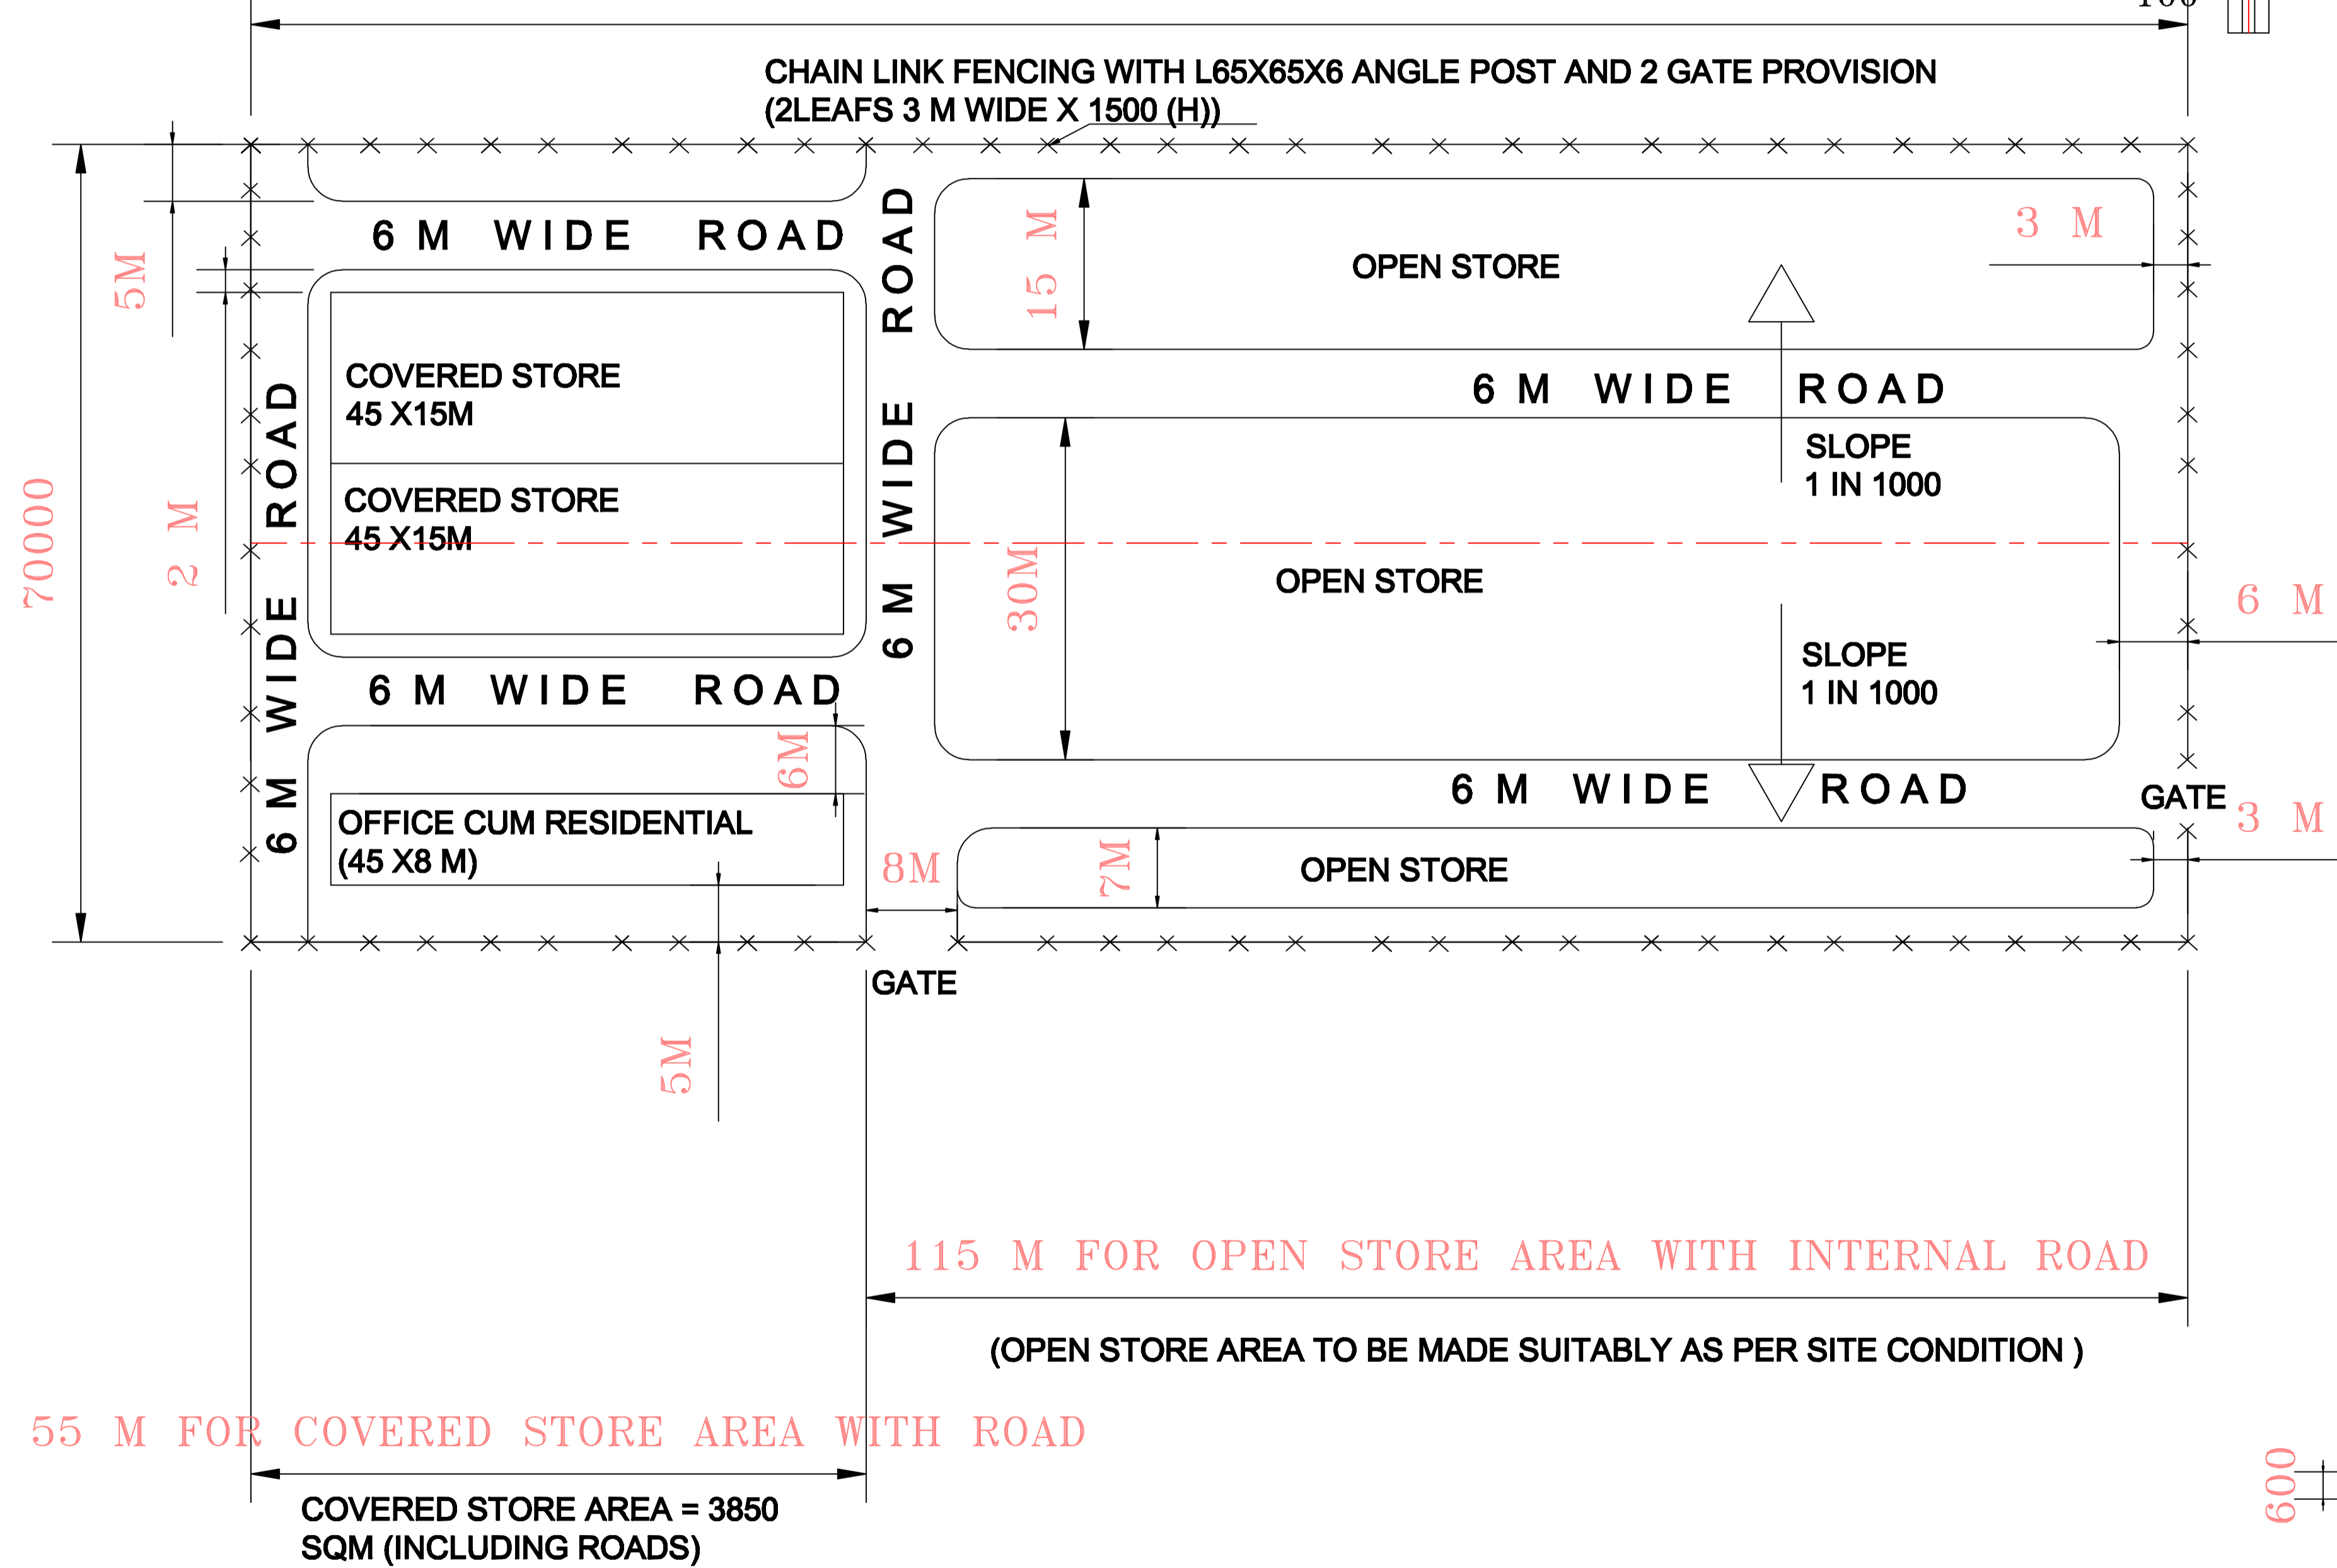 CHAIN LINK FENCING WITH L65X65X6 ANGLE POST AND 2 GATE PROVISION
(2LEAFS 3 M WIDE X 1500 (H))
5M
6 M WIDE ROAD
6 M WIDE ROAD
15 M
OPEN STORE
3 M
COVERED STORE
45 X15M
6 M WIDE ROAD
6 M WIDE ROAD
SLOPE
1 IN 1000
COVERED STORE
45 X15M
70000
2 M
30M
OPEN STORE
6 M
SLOPE
1 IN 1000
6 M WIDE ROAD
6M
6 M WIDE ROAD
GATE
3 M
OFFICE CUM RESIDENTIAL
(45 X8 M)
8M
7M
OPEN STORE
GATE
5M
115 M FOR OPEN STORE AREA WITH INTERNAL ROAD
(OPEN STORE AREA TO BE MADE SUITABLY AS PER SITE CONDITION )
55 M FOR COVERED STORE AREA WITH ROAD
600
COVERED STORE AREA = 3850
SQM (INCLUDING ROADS)